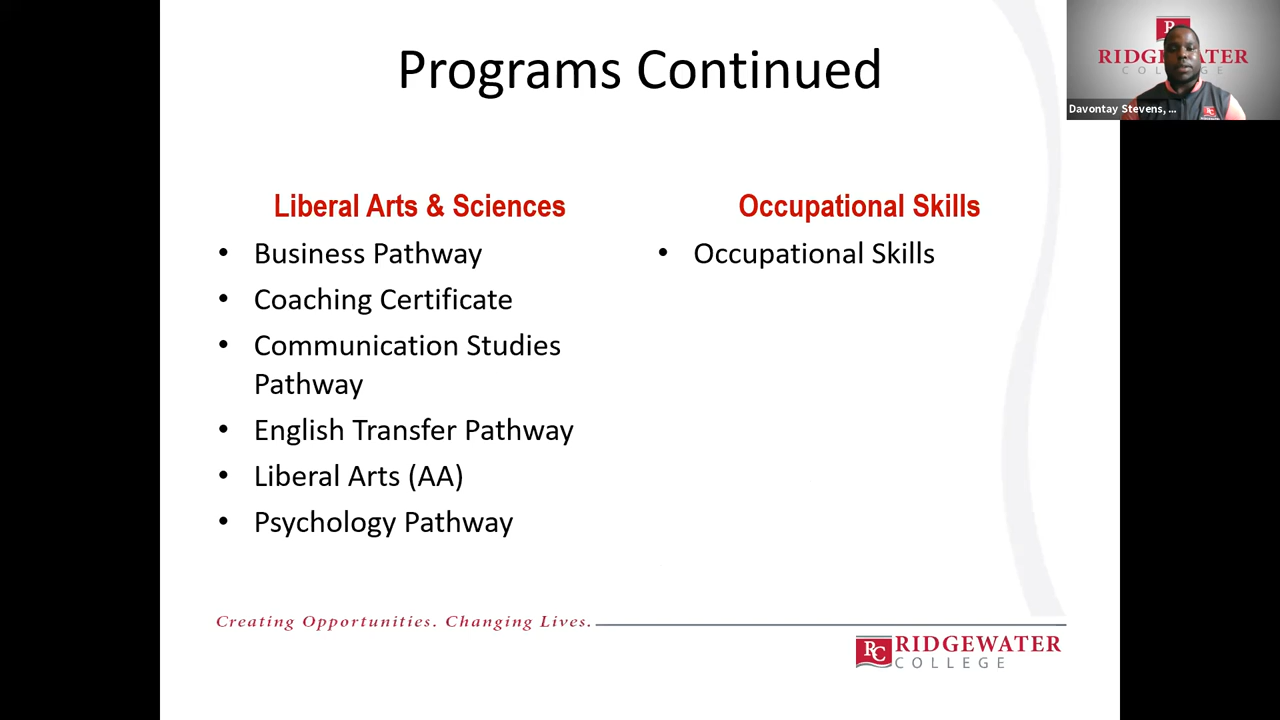 Programs Continued
RIDGEWATER
COLLEGE
Davontay Stevens, ...
Liberal Arts & Sciences
• Business Pathway
• Coaching Certificate
• Communication Studies
Pathway
• English Transfer Pathway
• Liberal Arts (AA)
• Psychology Pathway
Occupational Skills
• Occupational Skills
Creating Opportunities. Changing Lives.
RC RIDGEWATER
COLLEGE